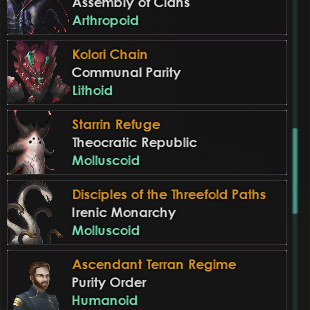 Assembly of Clans
Arthropoid
Kolori Chain
Communal Parity
Lithoid
Starrin Refuge
Theocratic Republic
Molluscoid
Disciples of the Threefold Paths
Irenic Monarchy
Molluscoid
Ascendant Terran Regime
Purity Order
Humanoid